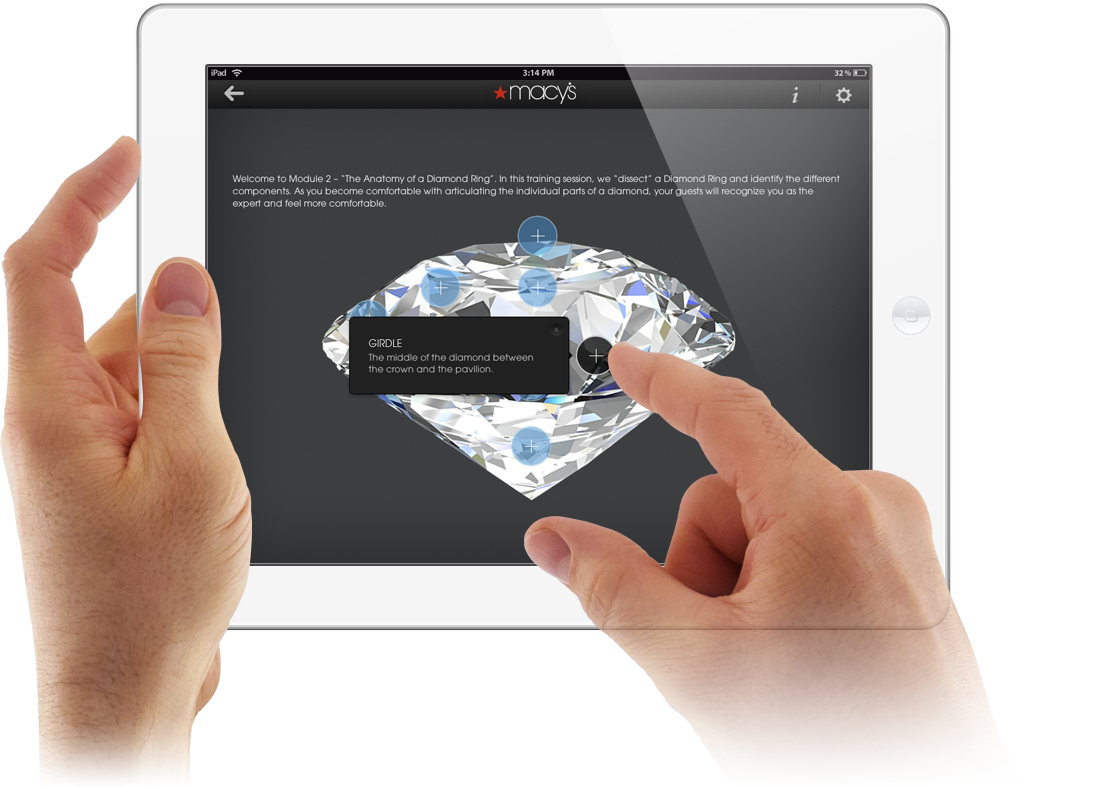 iPad 3:14 PM 32%
macy's
i
Welcome to Module 2 – “The Anatomy of a Diamond Ring”. In this training session, we “dissect” a Diamond Ring and identify the different
components. As you become comfortable with articulating the individual parts of a diamond, your guests will recognize you as the
expert and feel more comfortable.
GIRDLE
The middle of the diamond between
the crown and the pavilion.